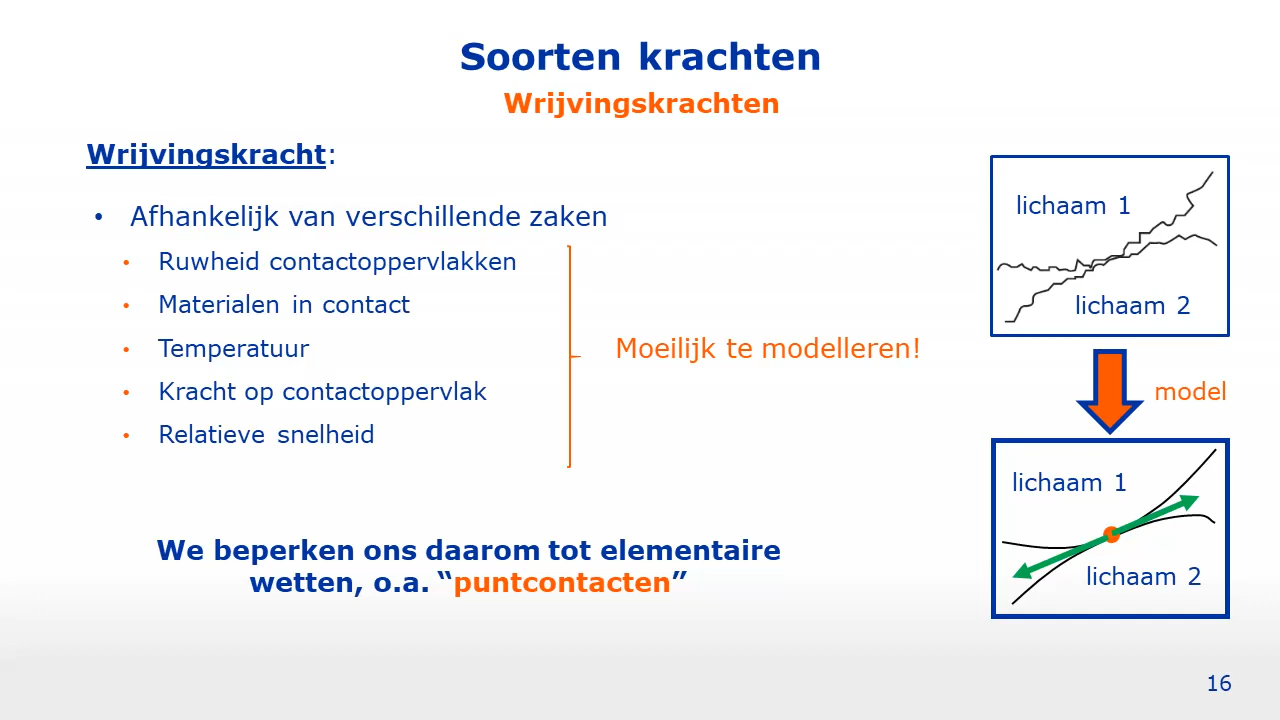 Soorten krachten
Wrijvingskrachten
Wrijvingskracht:
• Afhankelijk van verschillende zaken
• Ruwheid contactoppervlakken
• Materialen in contact
• Temperatuur
• Kracht op contactoppervlak
• Relatieve snelheid
Moeilijk te modelleren!
We beperken ons daarom tot elementaire
wetten, o.a. “puntcontacten”
lichaam 1
lichaam 2
model
lichaam 1
lichaam 2
16